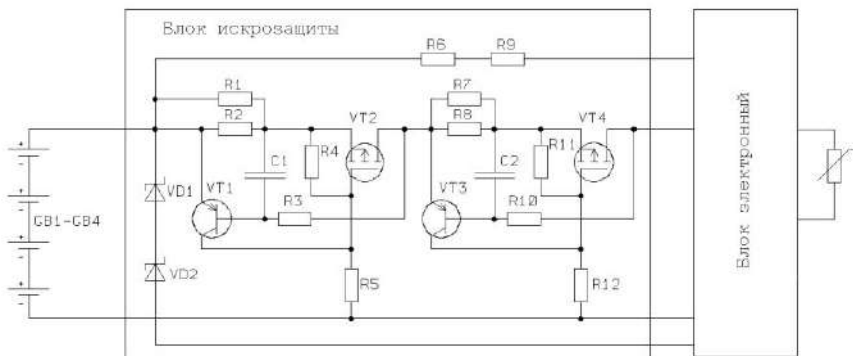 Блок искрозащиты
R6
R9
R1
R7
R2
VT2
R8
VT4
R4
R11
C1
C2
VD1
VT1
R3
VT3
R10
GB1-GB4
VD2
R5
R12
Блок электронный
+
-
+
-
+
-
+
-